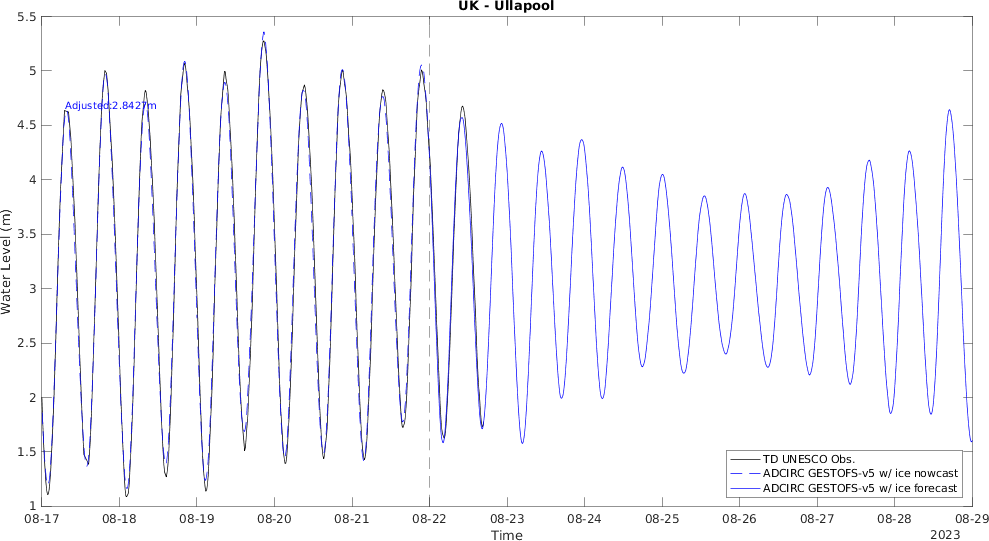 UK - Ullapool
5.5
5
4.5
4
3.5
3
2.5
2
1.5
1
Water Level (m)
Adjusted:2.8427m
TD UNESCO Obs.
ADCIRC GESTOFS-v5 w/ ice nowcast
ADCIRC GESTOFS-v5 w/ ice forecast
08-17 08-18 08-19 08-20 08-21 08-22 08-23 08-24 08-25 08-26 08-27 08-28 08-29
Time
2023